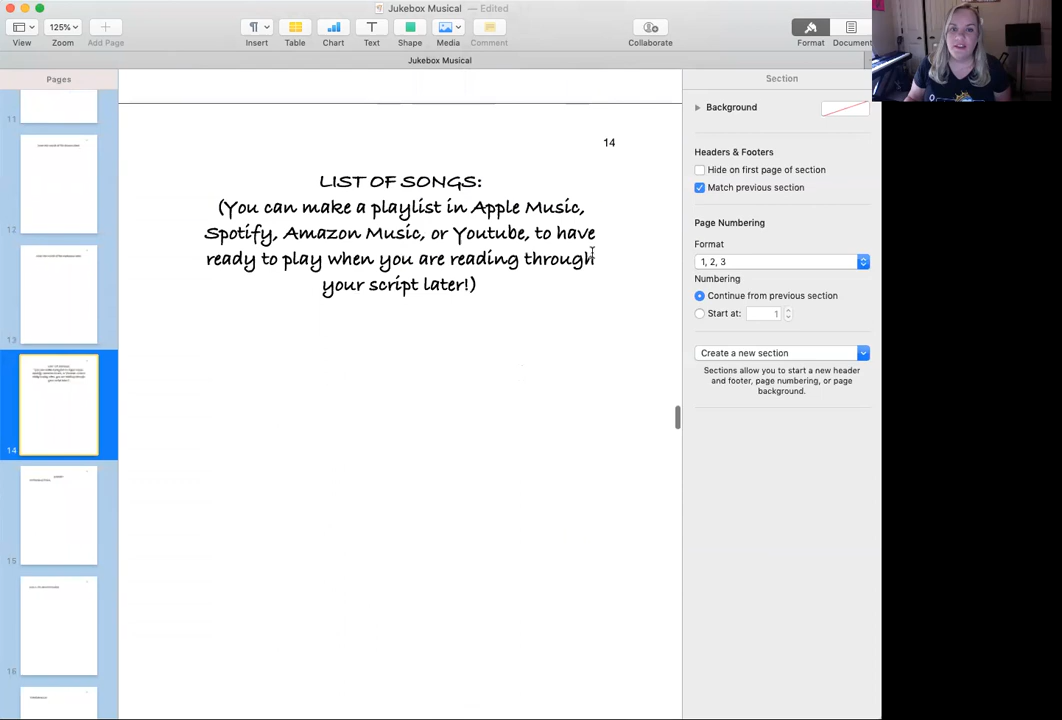 Jukebox Musical — Edited
View
125%
Zoom
Add Page
Insert
Table
Chart
Text
Shape
Media
Comment
Collaborate
Format
Document
Jukebox Musical
Pages
11
12
13
14
15
16
14
LIST OF SONGS:
(You can make a playlist in Apple Music,
Spotify, Amazon Music, or Youtube, to have
ready to play when you are reading through
your script later!)
Section
Background
Headers & Footers
Hide on first page of section
Match previous section
Page Numbering
Format
1, 2, 3
Numbering
Continue from previous section
Start at: 1
Create a new section
Sections allow you to start a new header
and footer, page numbering, or page
background.